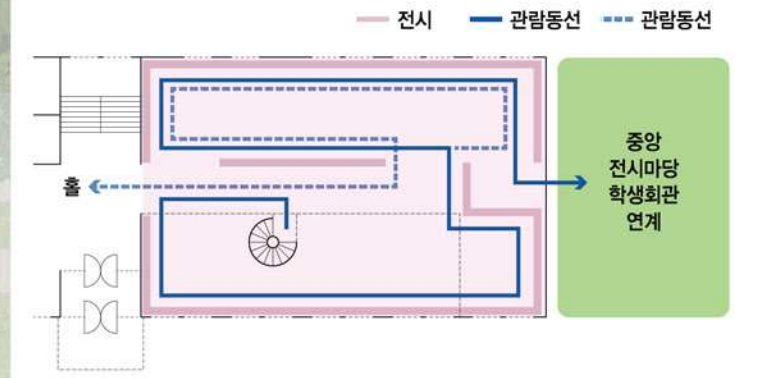 전시
관람동선
관람동선
홀
중앙
전시마당
학생회관
연계